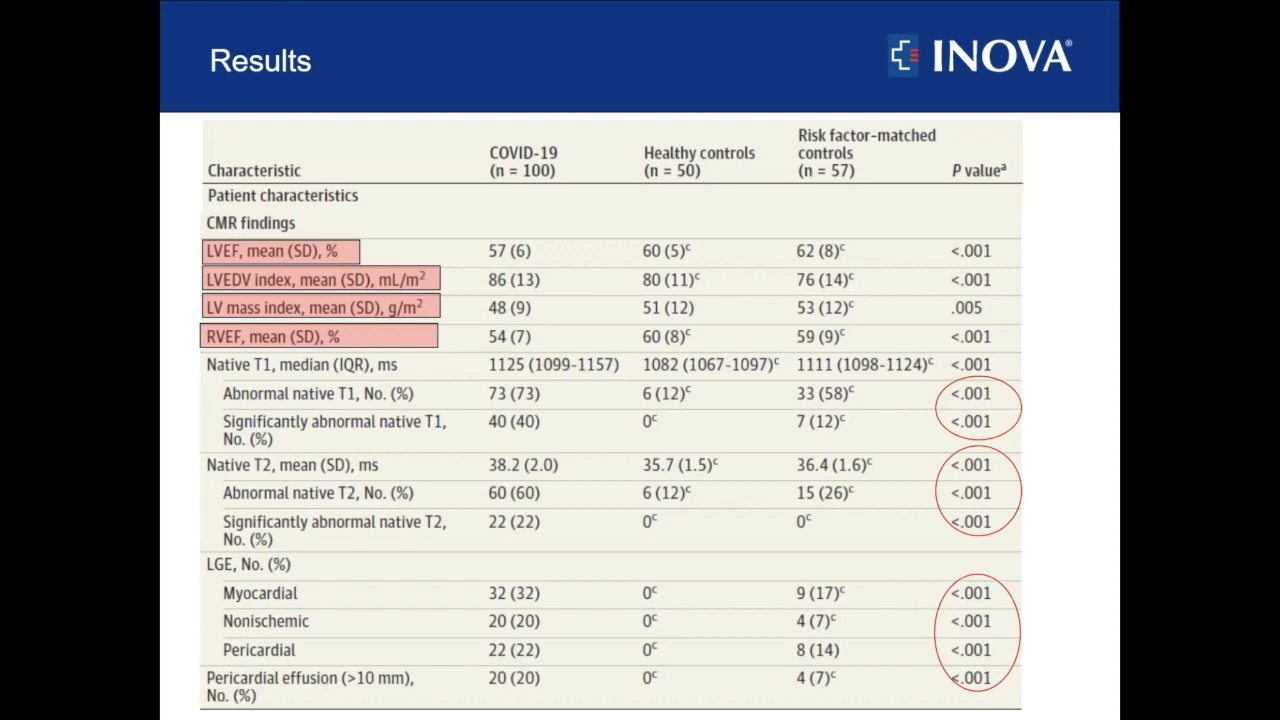 Results
INOVA®
Risk factor–matched
COVID-19 Healthy controls controls
Characteristic (n = 100) (n = 50) (n = 57) P valueᵃ
Patient characteristics
CMR findings
LVEF, mean (SD), % 57 (6) 60 (5)ᶜ 62 (8)ᶜ <.001
LVEDV index, mean (SD), mL/m² 86 (13) 80 (11)ᶜ 76 (14)ᶜ <.001
LV mass index, mean (SD), g/m² 48 (9) 51 (12) 53 (12)ᶜ .005
RVEF, mean (SD), % 54 (7) 60 (8)ᶜ 59 (9)ᶜ <.001
Native T1, median (IQR), ms 1125 (1099-1157) 1082 (1067-1097)ᶜ 1111 (1098-1124)ᶜ <.001
Abnormal native T1, No. (%) 73 (73) 6 (12)ᶜ 33 (58)ᶜ <.001
Significantly abnormal native T1, 40 (40) 0ᶜ 7 (12)ᶜ <.001
No. (%)
Native T2, mean (SD), ms 38.2 (2.0) 35.7 (1.5)ᶜ 36.4 (1.6)ᶜ <.001
Abnormal native T2, No. (%) 60 (60) 6 (12)ᶜ 15 (26)ᶜ <.001
Significantly abnormal native T2, 22 (22) 0ᶜ 0ᶜ <.001
No. (%)
LGE, No. (%)
Myocardial 32 (32) 0ᶜ 9 (17)ᶜ <.001
Nonischemic 20 (20) 0ᶜ 4 (7)ᶜ <.001
Pericardial 22 (22) 0ᶜ 8 (14) <.001
Pericardial effusion (>10 mm), 20 (20) 0ᶜ 4 (7)ᶜ <.001
No. (%)